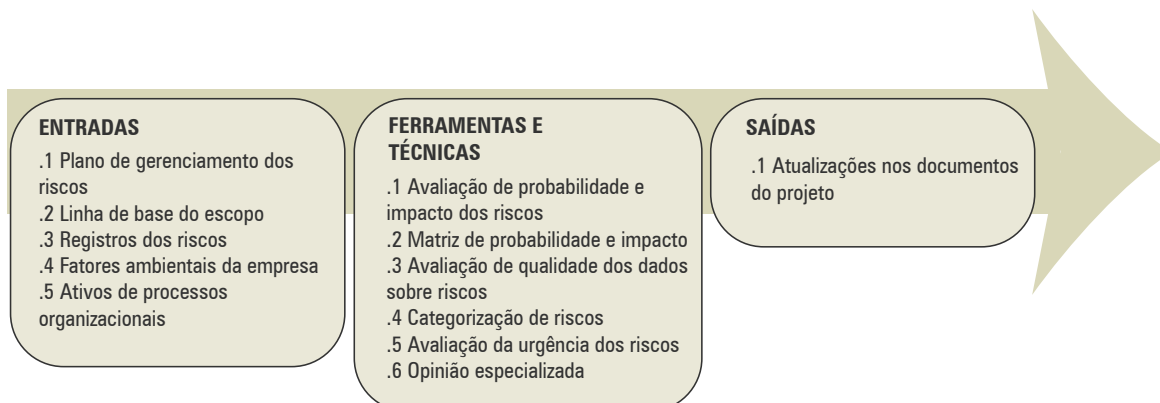 ENTRADAS
.1 Plano de gerenciamento dos
riscos
.2 Linha de base do escopo
.3 Registros dos riscos
.4 Fatores ambientais da empresa
.5 Ativos de processos
organizacionais
FERRAMENTAS E
TÉCNICAS
.1 Avaliação de probabilidade e
impacto dos riscos
.2 Matriz de probabilidade e impacto
.3 Avaliação de qualidade dos dados
sobre riscos
.4 Categorização de riscos
.5 Avaliação da urgência dos riscos
.6 Opinião especializada
SAÍDAS
.1 Atualizações nos documentos
do projeto